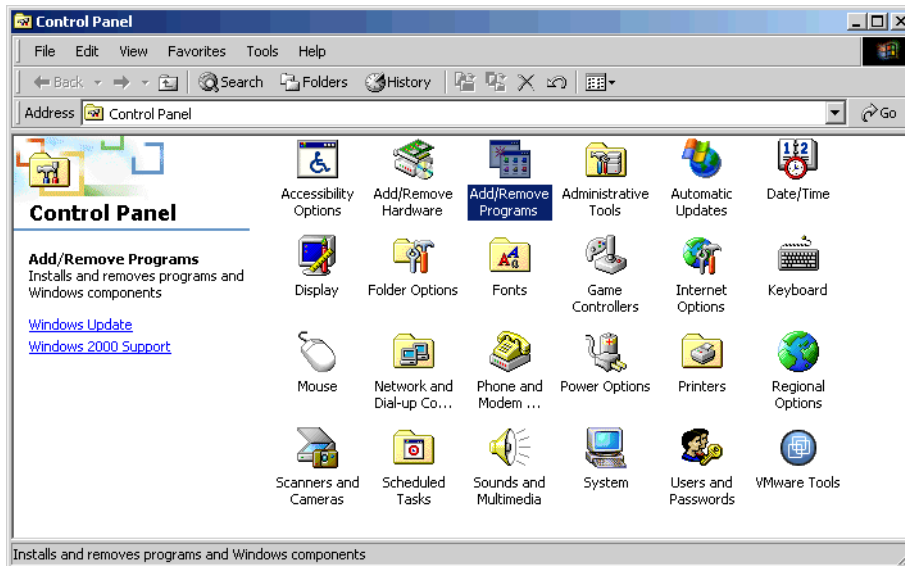 Control Panel
File Edit View Favorites Tools Help
Back Search Folders History
Address Control Panel Go
Control Panel
Add/Remove Programs
Installs and removes programs and
Windows components
Windows Update
Windows 2000 Support
Accessibility Options
Add/Remove Hardware
Add/Remove Programs
Administrative Tools
Automatic Updates
Date/Time
Display
Folder Options
Fonts
Game Controllers
Internet Options
Keyboard
Mouse
Network and Dial-up Co...
Phone and Modem ...
Power Options
Printers
Regional Options
Scanners and Cameras
Scheduled Tasks
Sounds and Multimedia
System
Users and Passwords
VMware Tools
Installs and removes programs and Windows components